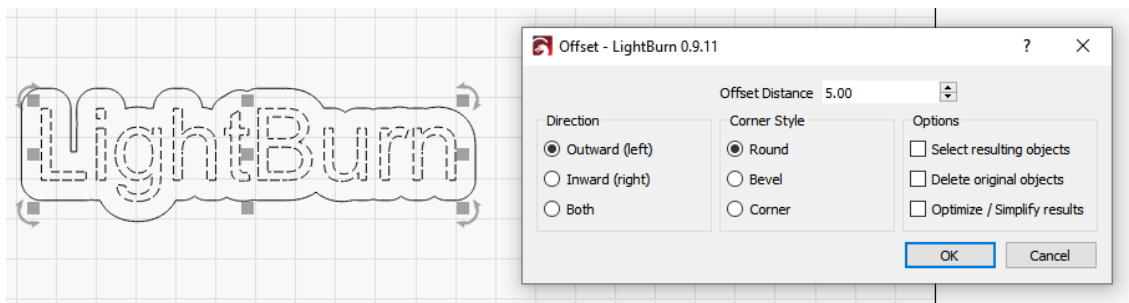 LightBurn
Offset - LightBurn 0.9.11 ?
Offset Distance 5.00
Direction Corner Style Options
Outward (left) Round Select resulting objects
Inward (right) Bevel Delete original objects
Both Corner Optimize / Simplify results
OK Cancel